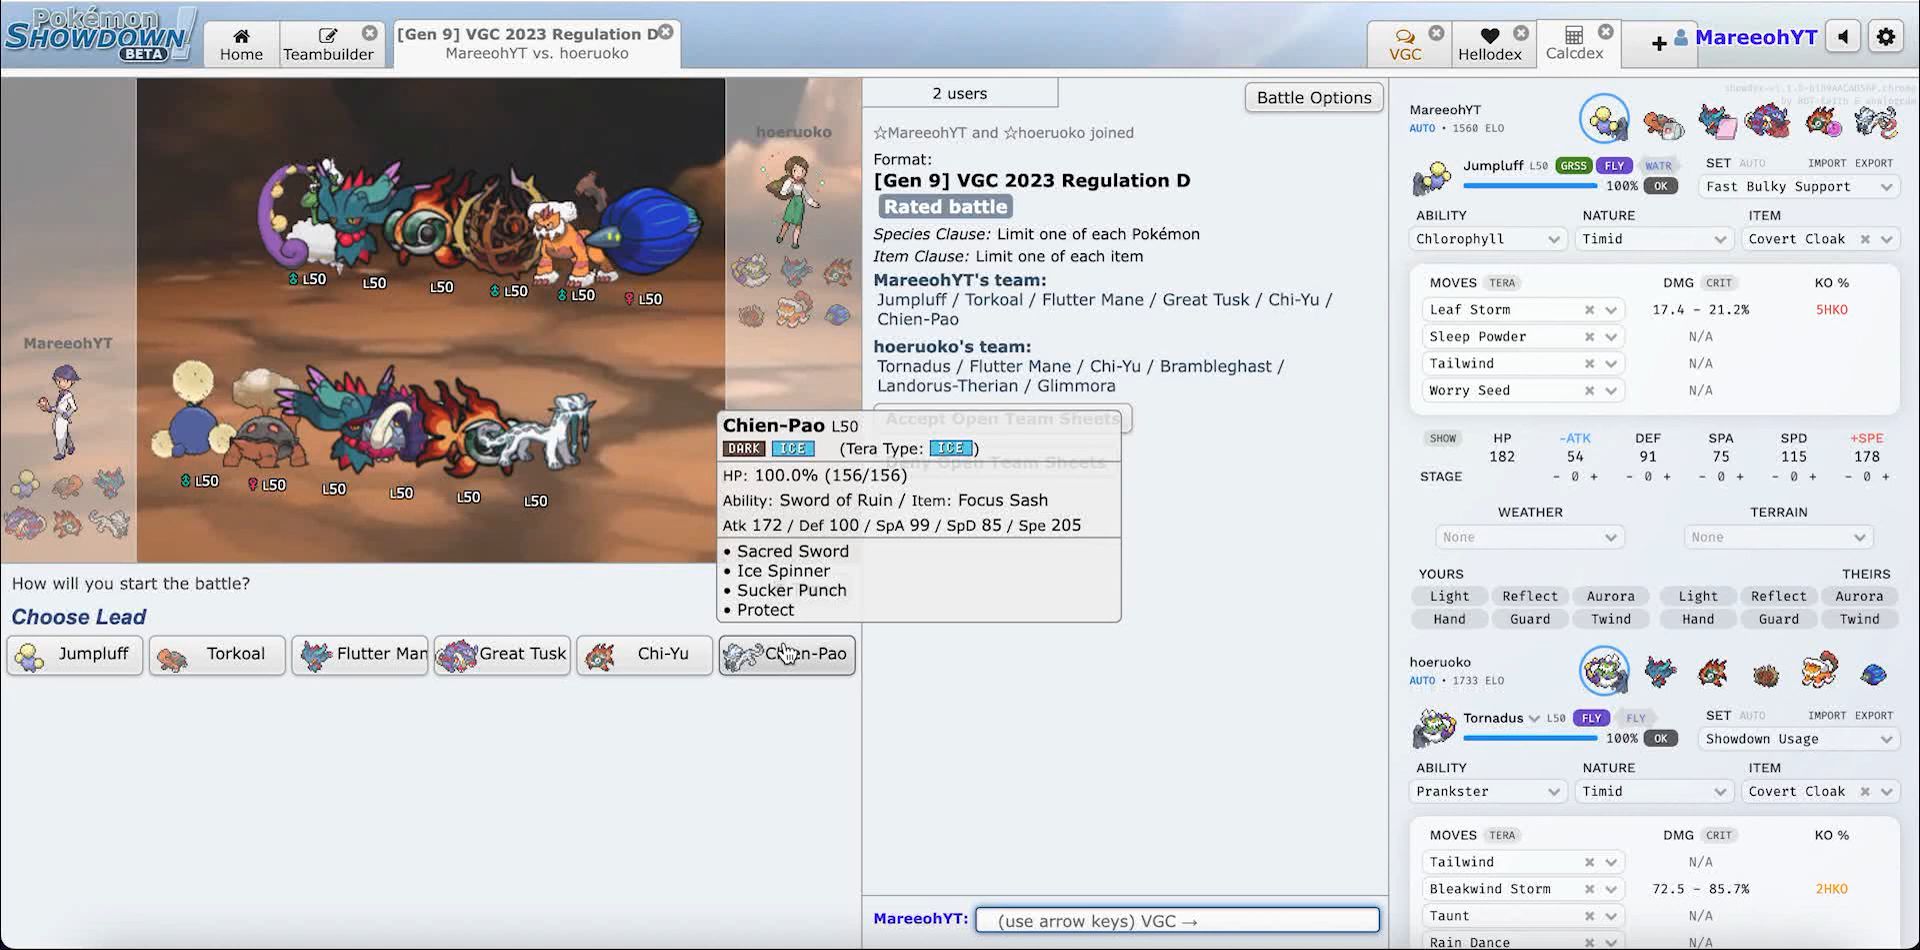 Pokémon
SHOWDOWN!
BETA
Home
Teambuilder
[Gen 9] VGC 2023 Regulation D
MareeohYT vs. hoeruoko
VGC
Hellodex
Calcdex
MareeohYT
hoeruoko
L50
L50
L50
L50
L50
L50
MareeohYT
L50
L50
L50
L50
L50
L50
How will you start the battle?
Choose Lead
Jumpluff
Torkoal
Flutter Man
Great Tusk
Chi-Yu
en-Pao
2 users
Battle Options
☆MareeohYT and ☆hoeruoko joined
Format:
[Gen 9] VGC 2023 Regulation D
Rated battle
Species Clause: Limit one of each Pokémon
Item Clause: Limit one of each item
MareeohYT's team:
Jumpluff / Torkoal / Flutter Mane / Great Tusk / Chi-Yu /
Chien-Pao
hoeruoko's team:
Tornadus / Flutter Mane / Chi-Yu / Brambleghast /
Landorus-Therian / Glimmora
Accept Open Team Sheets
Deny Open Team Sheets
Chien-Pao L50
DARK ICE (Tera Type: ICE )
HP: 100.0% (156/156)
Ability: Sword of Ruin / Item: Focus Sash
Atk 172 / Def 100 / SpA 99 / SpD 85 / Spe 205
• Sacred Sword
• Ice Spinner
• Sucker Punch
• Protect
MareeohYT: (use arrow keys) VGC →
MareeohYT
AUTO • 1560 ELO
Jumpluff L50 GRSS FLY WATR
100% OK
SET AUTO IMPORT EXPORT
Fast Bulky Support
ABILITY NATURE ITEM
Chlorophyll Timid Covert Cloak
MOVES TERA DMG CRIT KO %
Leaf Storm 17.4 - 21.2% 5HKO
Sleep Powder N/A
Tailwind N/A
Worry Seed N/A
SHOW HP -ATK DEF SPA SPD +SPE
182 54 91 75 115 178
STAGE - 0 + - 0 + - 0 + - 0 + - 0 +
WEATHER TERRAIN
None None
YOURS THEIRS
Light Reflect Aurora Light Reflect Aurora
Hand Guard Twind Hand Guard Twind
hoeruoko
AUTO • 1733 ELO
Tornadus L50 FLY FLY
100% OK
SET AUTO IMPORT EXPORT
Showdown Usage
ABILITY NATURE ITEM
Prankster Timid Covert Cloak
MOVES TERA DMG CRIT KO %
Tailwind N/A
Bleakwind Storm 72.5 - 85.7% 2HKO
Taunt N/A
Rain Dance N/A